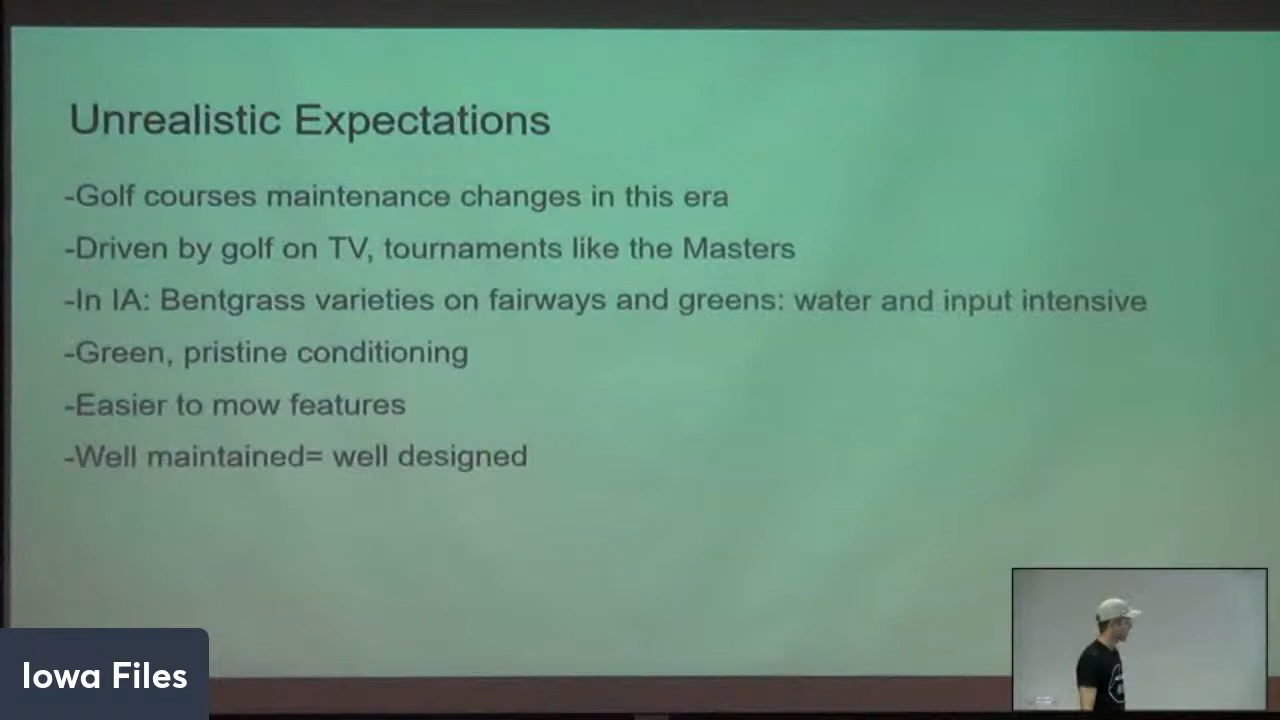 Unrealistic Expectations
-Golf courses maintenance changes in this era
-Driven by golf on TV, tournaments like the Masters
-In IA: Bentgrass varieties on fairways and greens: water and input intensive
-Green, pristine conditioning
-Easier to mow features
-Well maintained= well designed
Iowa Files